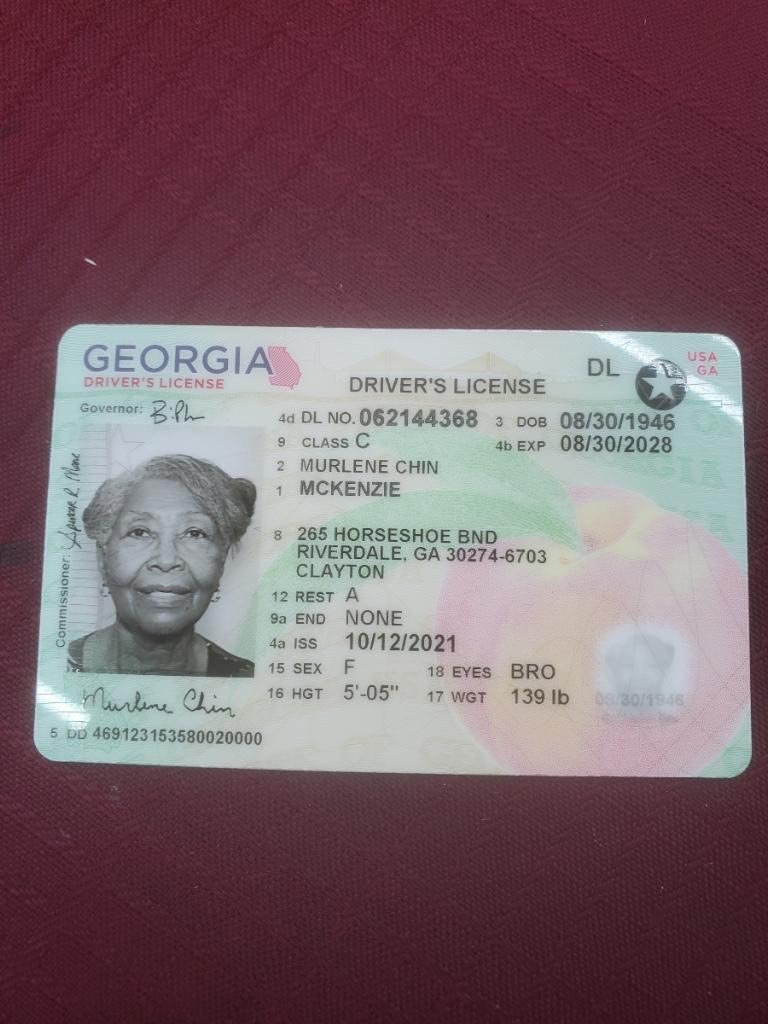 GEORGIA
DRIVER'S LICENSE
DRIVER'S LICENSE
DL
USA
GA
Governor:
4d DL NO. 062144368
3 DOB 08/30/1946
9 CLASS C
4b EXP 08/30/2028
2 MURLENE CHIN
1 MCKENZIE
8 265 HORSESHOE BND
RIVERDALE, GA 30274-6703
CLAYTON
12 REST A
9a END NONE
4a ISS 10/12/2021
15 SEX F
18 EYES BRO
16 HGT 5'-05"
17 WGT 139 lb
08/30/1946
Commissioner:
Murlene Chin
5 DD 469123153580020000